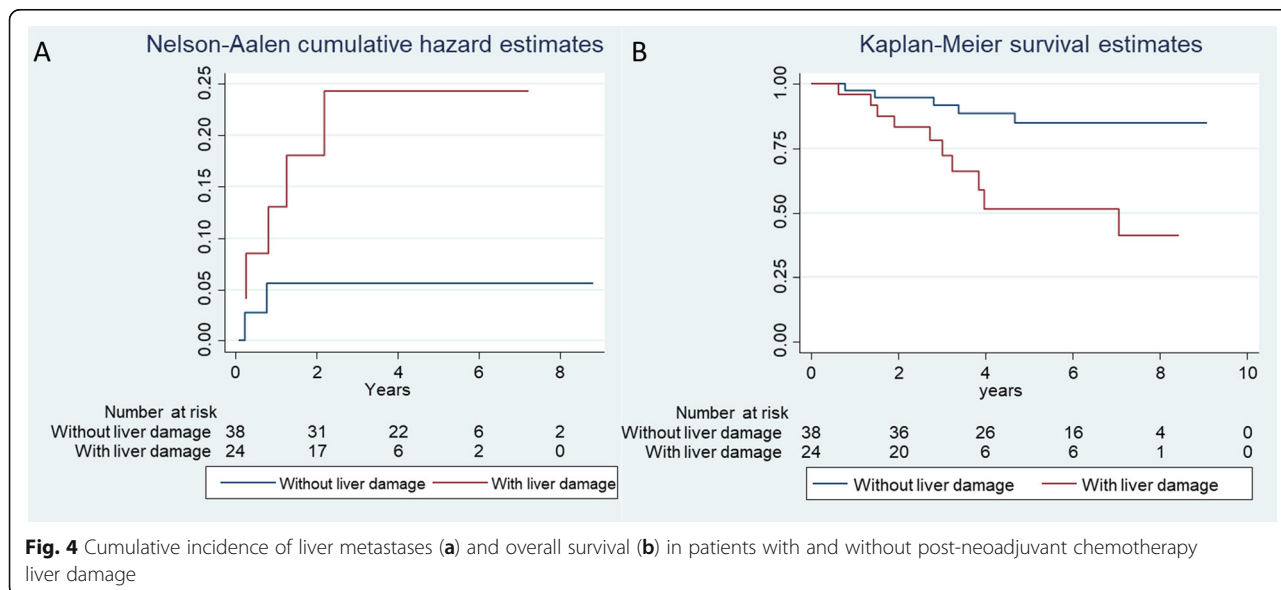 A
Nelson-Aalen cumulative hazard estimates
0.25
0.20
0.15
0.10
0.05
0.00
0 2 4 6 8
Years
Number at risk
Without liver damage 38 31 22 6 2
With liver damage 24 17 6 2 0
Without liver damage With liver damage
B
Kaplan-Meier survival estimates
1.00
0.75
0.50
0.25
0.00
0 2 4 6 8 10
years
Number at risk
Without liver damage 38 36 26 16 4 0
With liver damage 24 20 6 6 1 0
Without liver damage With liver damage
Fig. 4 Cumulative incidence of liver metastases (a) and overall survival (b) in patients with and without post-neoadjuvant chemotherapy
liver damage